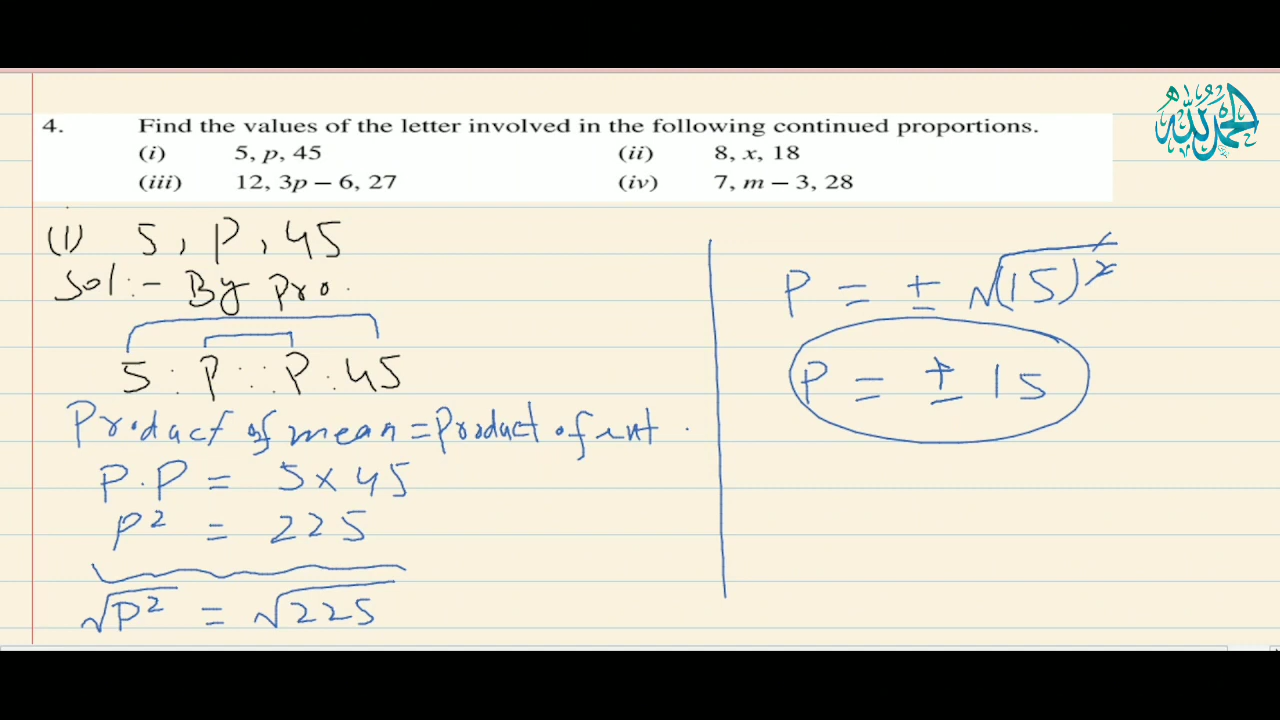 4. Find the values of the letter involved in the following continued proportions.
(i) 5, p, 45 (ii) 8, x, 18
(iii) 12, 3p − 6, 27 (iv) 7, m − 3, 28
الحمد لله
(1) 5, P, 45
Sol:- By pro.
5 : P :: P : 45
Product of mean = Product of ext.
P.P = 5 × 45
P² = 225
√P² = √225
P = ± √(15)²
P = ± 15